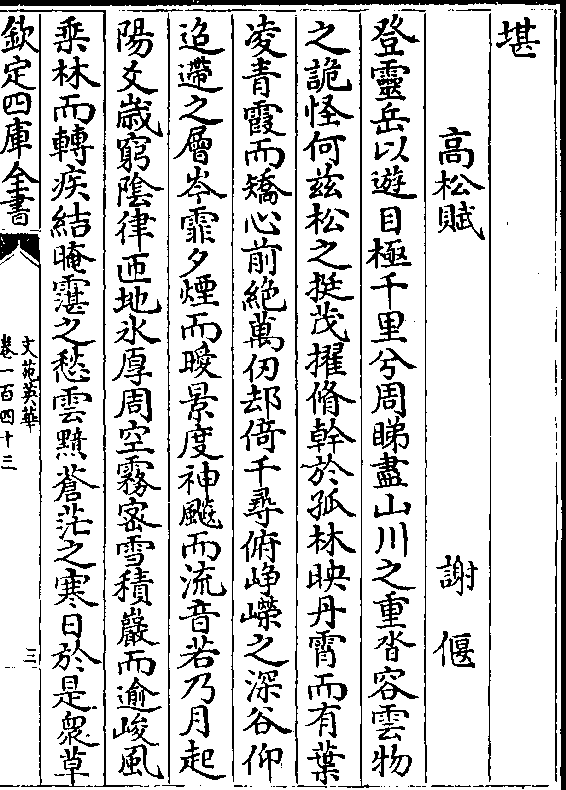 堪
高松賦　謝偃
登靈岳以遊目極千里兮周睇盡山川之重沓容雲物
之詭怪何茲松之挺茂擢脩幹於孤林映丹霄而有葉
凌青霞而矯心前絶萬仞却倚千尋俯崢嶸之深谷仰
迢遰之層岑霏夕煙而曖景度神飈而流音若乃月起
陽爻歲窮陰律匝地氷厚周空霧密雪積巖而逾峻風
乘林而轉疾結晻靄之愁雲黯蒼茫之寒日於是衆草
欽定四庫全書
文苑英華
卷一百四十三
三